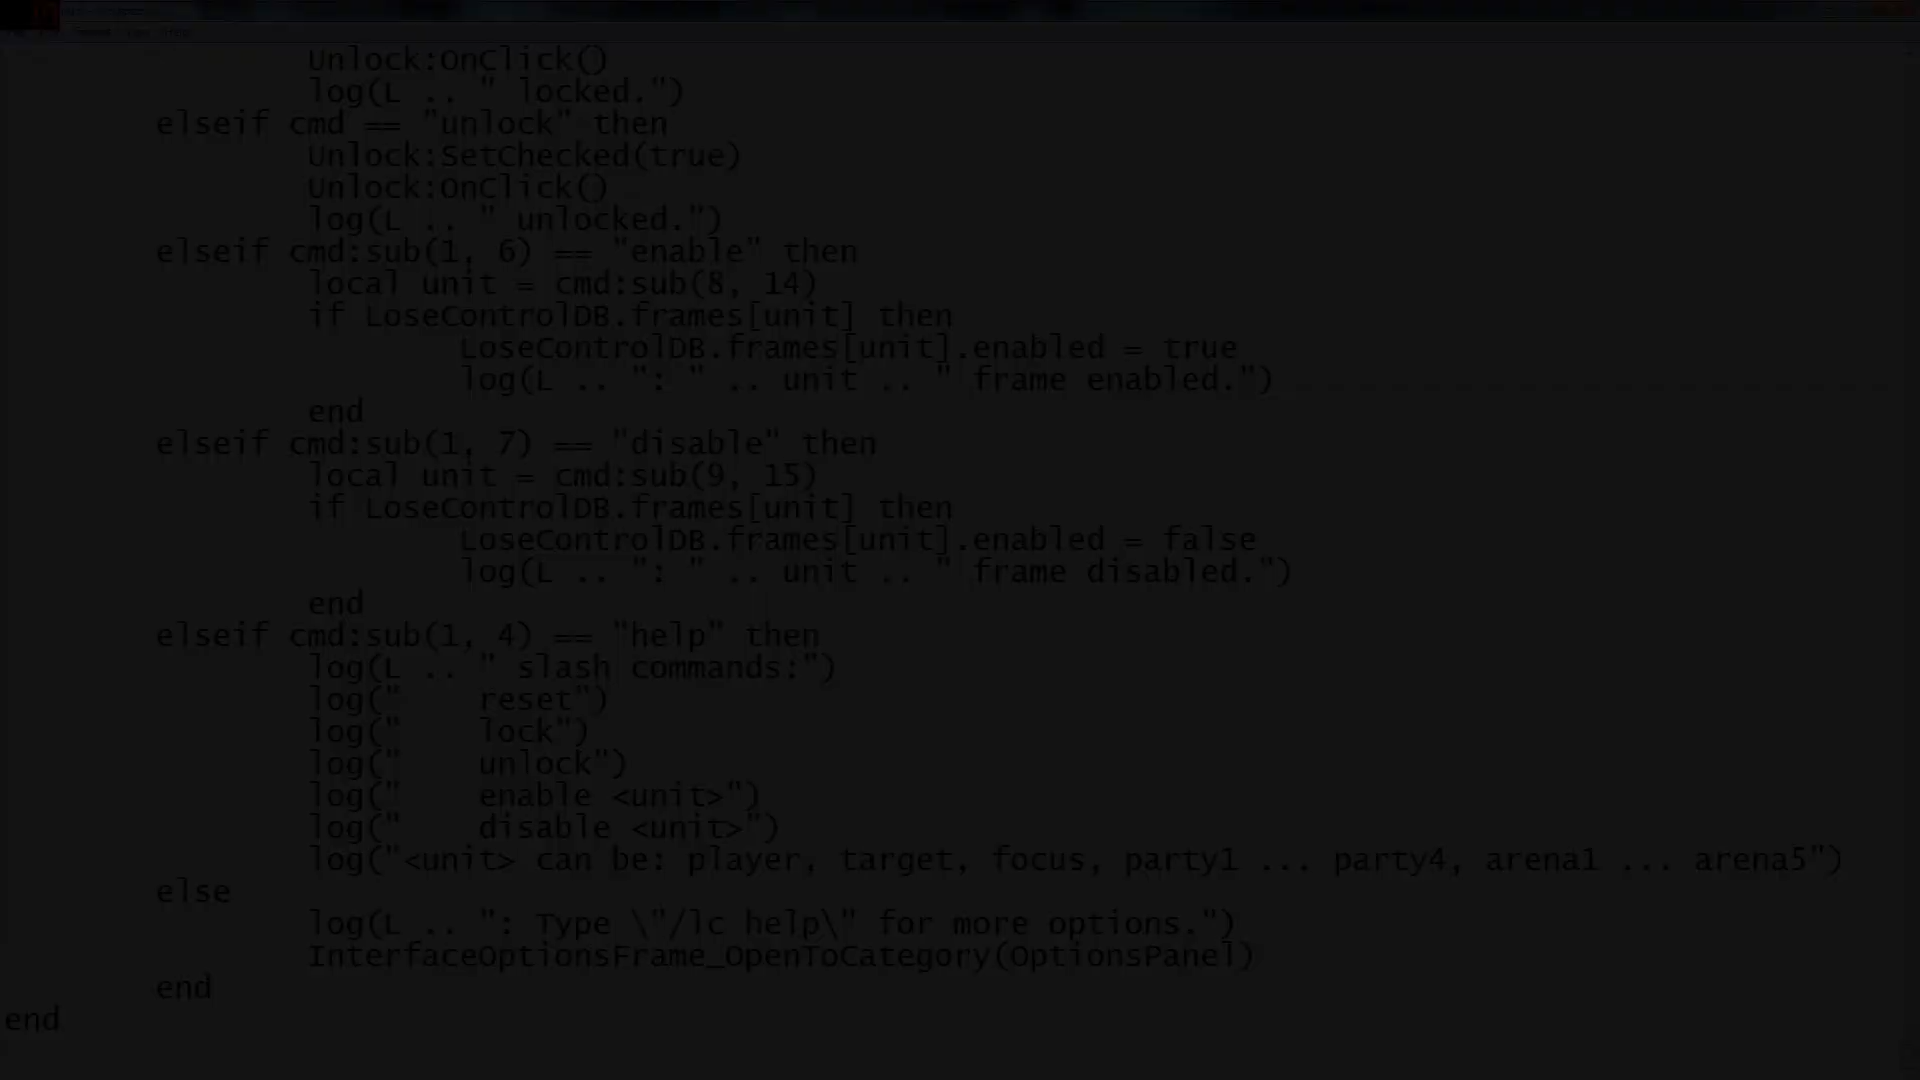 Unlock:OnClick()
log(L .. " locked.")
elseif cmd == "unlock" then
Unlock:SetChecked(true)
Unlock:OnClick()
log(L .. " unlocked.")
elseif cmd:sub(1, 6) == "enable" then
local unit = cmd:sub(8, 14)
if LoseControlDB.frames[unit] then
LoseControlDB.frames[unit].enabled = true
log(L .. ": " .. unit .. " frame enabled.")
end
elseif cmd:sub(1, 7) == "disable" then
local unit = cmd:sub(9, 15)
if LoseControlDB.frames[unit] then
LoseControlDB.frames[unit].enabled = false
log(L .. ": " .. unit .. " frame disabled.")
end
elseif cmd:sub(1, 4) == "help" then
log(L .. " slash commands:")
log("    reset")
log("    lock")
log("    unlock")
log("    enable <unit>")
log("    disable <unit>")
log("<unit> can be: player, target, focus, party1 ... party4, arena1 ... arena5")
else
log(L .. ": Type \"/lc help\" for more options.")
InterfaceOptionsFrame_OpenToCategory(OptionsPanel)
end
end